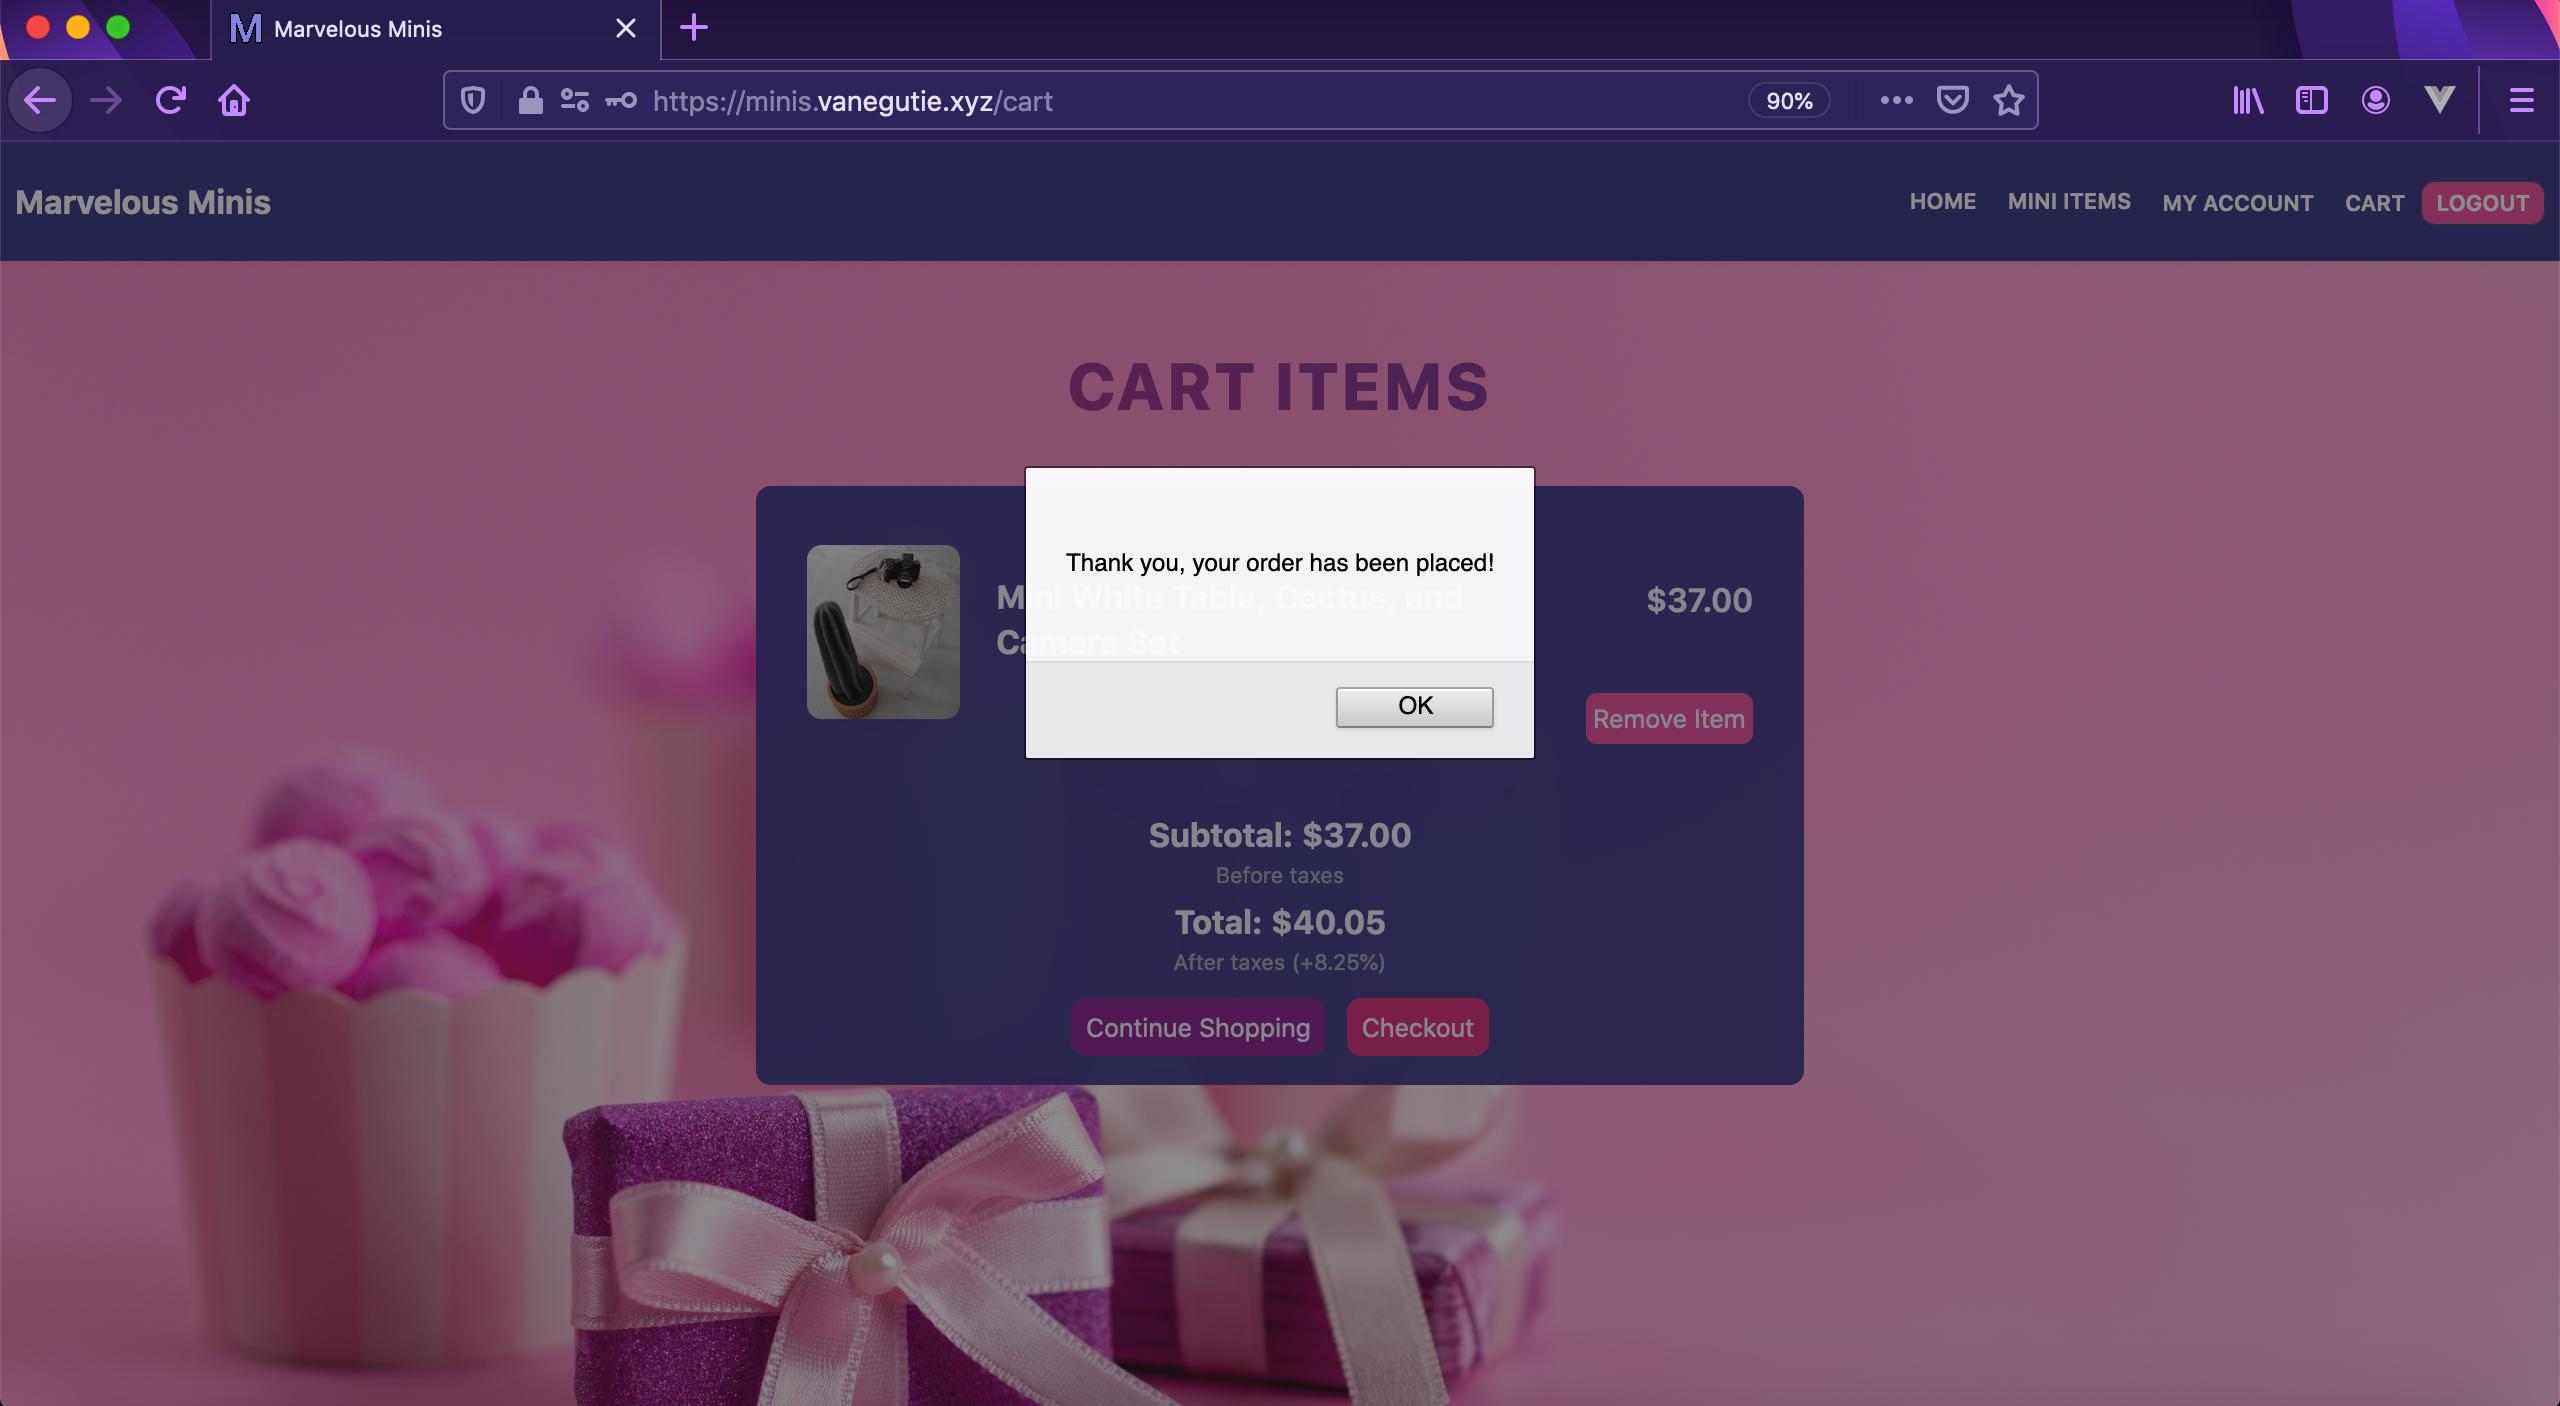 Marvelous Minis
https://minis.vanegutie.xyz/cart
90%
Marvelous Minis
HOME
MINI ITEMS
MY ACCOUNT
CART
LOGOUT
CART ITEMS
Thank you, your order has been placed!
OK
Mini White Table, Cactus, and
Camera Set
$37.00
Remove Item
Subtotal: $37.00
Before taxes
Total: $40.05
After taxes (+8.25%)
Continue Shopping
Checkout